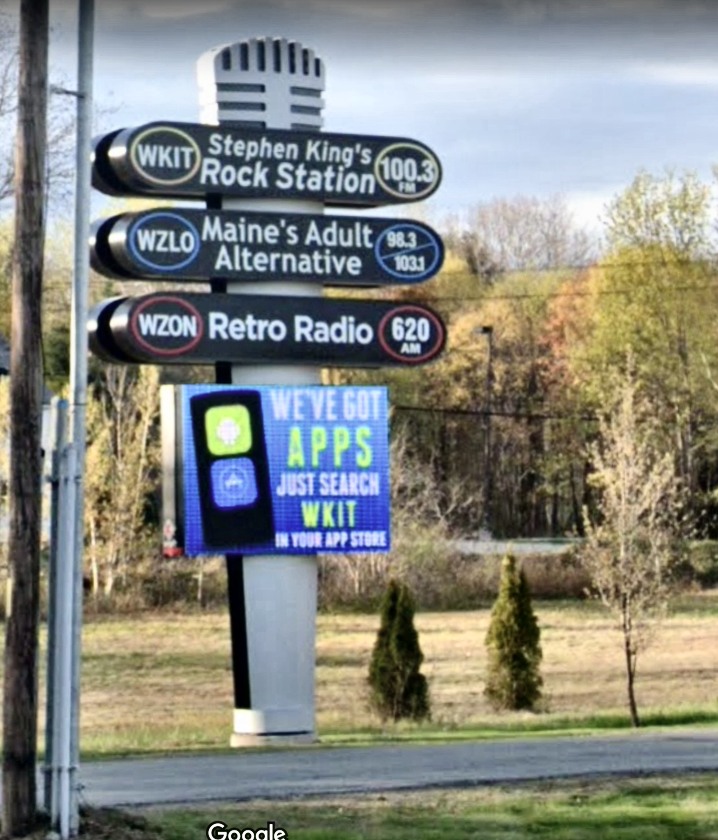 WKIT Stephen King's Rock Station 100.3 FM
WZLO Maine's Adult Alternative 98.3 103.1
WZON Retro Radio 620 AM
WE'VE GOT
APPS
JUST SEARCH
WKIT
IN YOUR APP STORE
Google